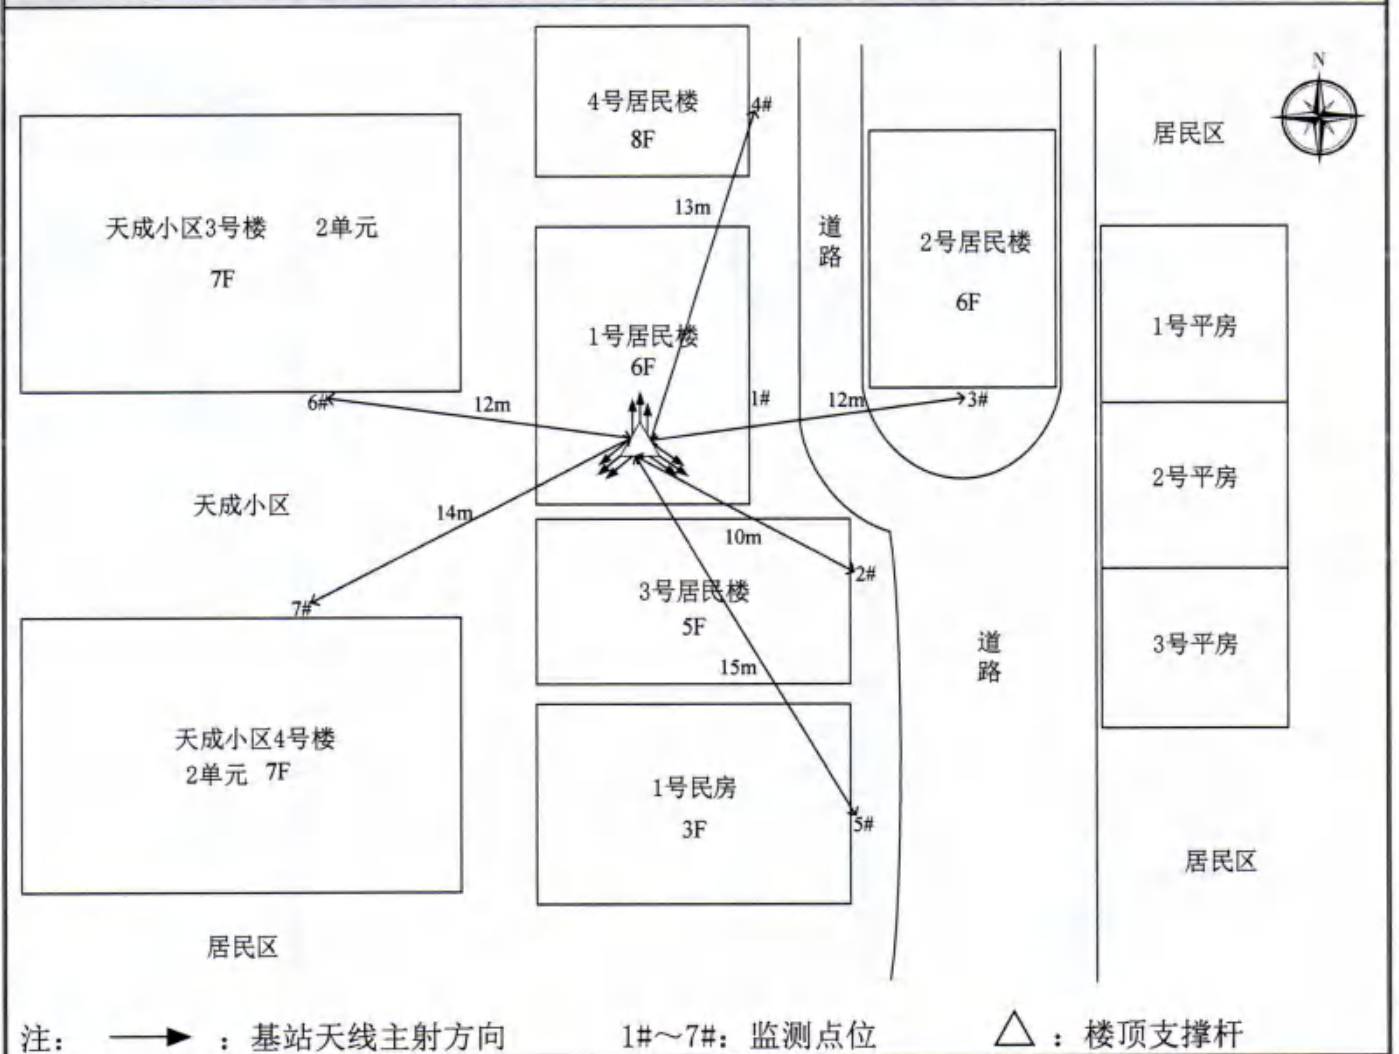 N
4号居民楼
8F
4#
居民区
天成小区3号楼 2单元
7F
13m
道路
2号居民楼
6F
1号居民楼
6F
1号平房
6#
12m
1#
12m
3#
天成小区
14m
10m
2#
2号平房
3号居民楼
5F
7#
15m
道路
3号平房
天成小区4号楼
2单元 7F
1号民房
3F
5#
居民区
居民区
注: : 基站天线主射方向 1#~7#: 监测点位 : 楼顶支撑杆